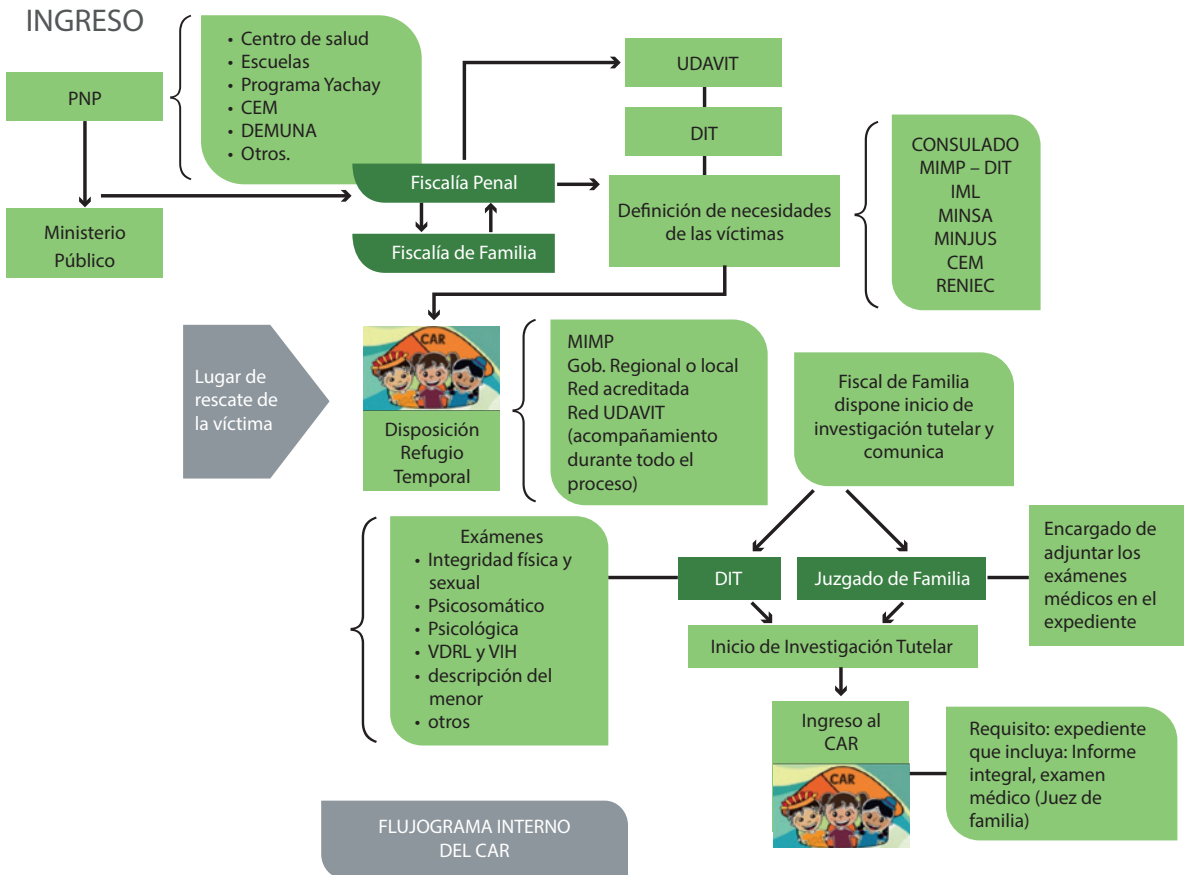 INGRESO
PNP
Ministerio
Público
• Centro de salud
• Escuelas
• Programa Yachay
• CEM
• DEMUNA
• Otros.
Fiscalía Penal
Fiscalía de Familia
UDAVIT
DIT
Definición de necesidades
de las víctimas
CONSULADO
MIMP – DIT
IML
MINSA
MINJUS
CEM
RENIEC
Lugar de
rescate de
la víctima
CAR
Disposición
Refugio
Temporal
MIMP
Gob. Regional o local
Red acreditada
Red UDAVIT
(acompañamiento
durante todo el
proceso)
Fiscal de Familia
dispone inicio de
investigación tutelar y
comunica
Exámenes
• Integridad física y
sexual
• Psicosomático
• Psicológica
• VDRL y VIH
• descripción del
menor
• otros
DIT
Juzgado de Familia
Encargado de
adjuntar los
exámenes
médicos en el
expediente
Inicio de Investigación Tutelar
Ingreso al
CAR
CAR
Requisito: expediente
que incluya: Informe
integral, examen
médico (Juez de
familia)
FLUJOGRAMA INTERNO
DEL CAR